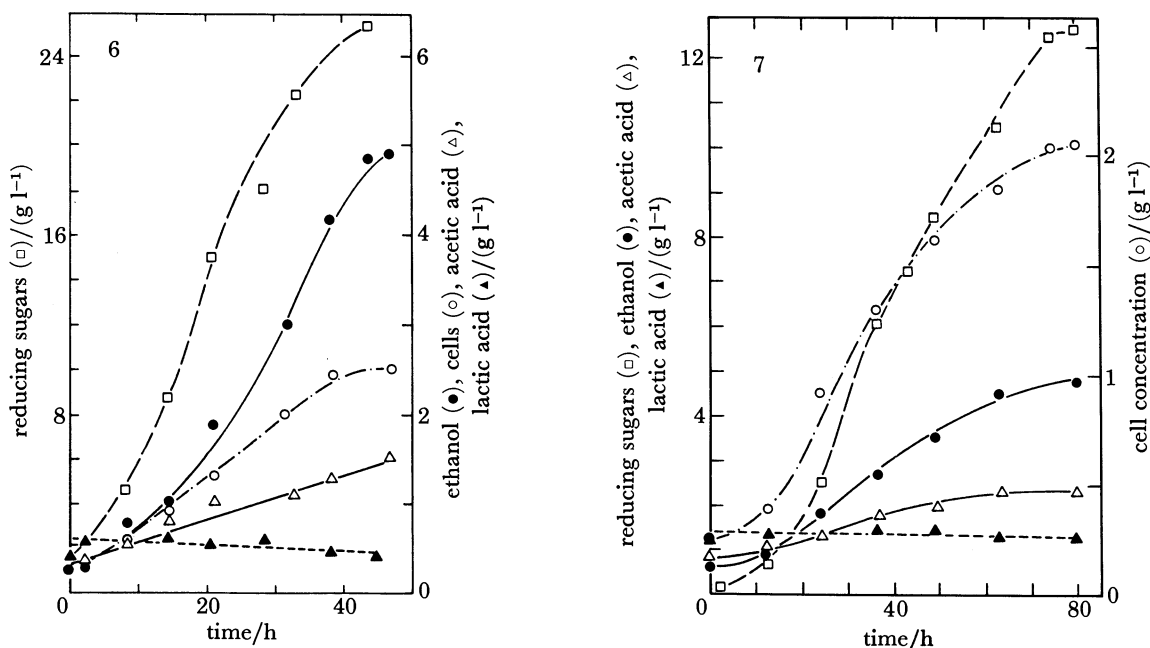 6
24
16
8
0
reducing sugars (□)/(g l⁻¹)
6
4
2
0
ethanol (●), cells (○), acetic acid (△),
lactic acid (▲)/(g l⁻¹)
0
20
40
time/h
7
12
8
4
reducing sugars (□), ethanol (●), acetic acid (△),
lactic acid (▲)/(g l⁻¹)
2
1
0
cell concentration (○)/(g l⁻¹)
0
40
80
time/h